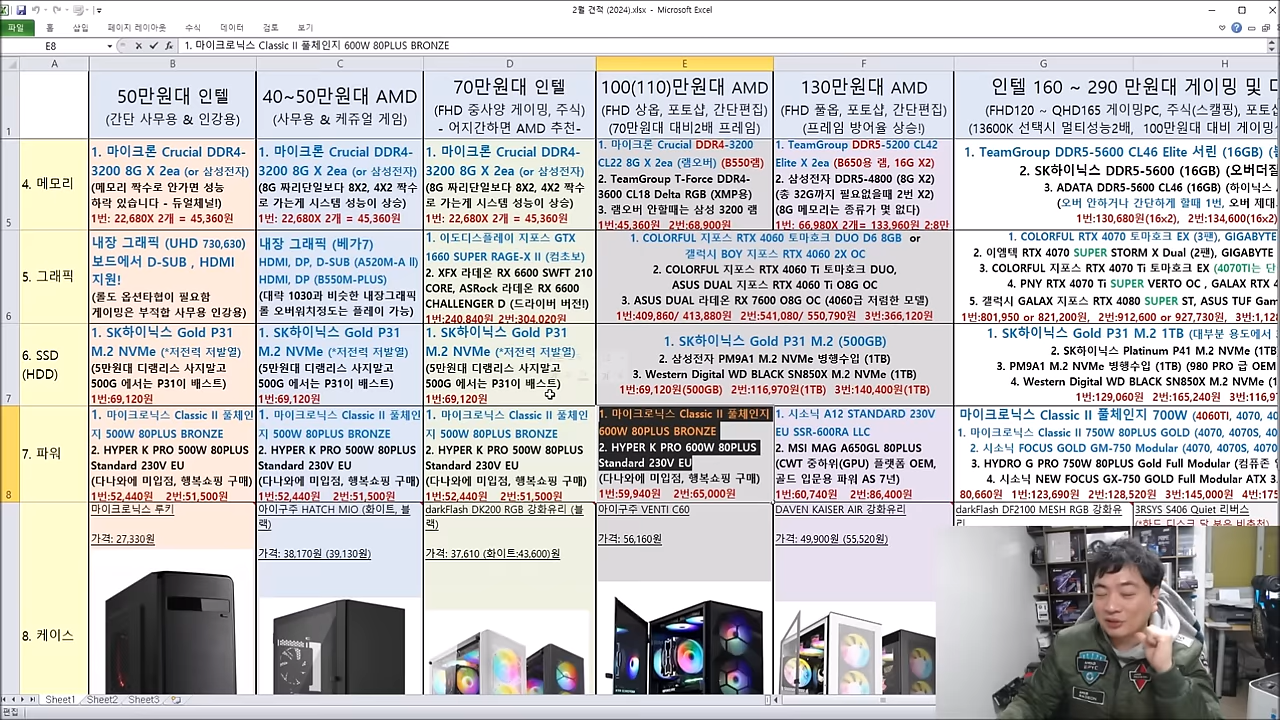 2월 견적 (2024).xlsx - Microsoft Excel
파일 홈 삽입 페이지 레이아웃 수식 데이터 검토 보기
E8 1. 마이크로닉스 Classic II 풀체인지 600W 80PLUS BRONZE
A B C D E F G H
1
50만원대 인텔
(간단 사무용 & 인강용)
40~50만원대 AMD
(사무용 & 케쥬얼 게임)
70만원대 인텔
(FHD 중사양 게이밍, 주식)
- 어지간하면 AMD 추천-
100(110)만원대 AMD
(FHD 상옵, 포토샵, 간단편집)
(70만원 대비2배 프레임)
130만원대 AMD
(FHD 풀옵, 포토샵, 간단편집)
(프레임 방어율 상승!)
인텔 160 ~ 290 만원대 게이밍 및
(FHD120 ~ QHD165 게이밍PC, 주식(스캘핑), 포토
(13600K 선택시 멀티성능2배, 100만원대 대비 게이밍
5
4. 메모리
1. 마이크론 Crucial DDR4-
3200 8G X 2ea (or 삼성전자)
(메모리 짝수로 안가면 성능
하락 있습니다 - 듀얼채널!)
1번: 22,680X 2개 = 45,360원
1. 마이크론 Crucial DDR4-
3200 8G X 2ea (or 삼성전자)
(8G 짜리단일보다 8X2, 4X2 짝수
로 가는게 시스템 성능이 상승)
1번: 22,680X 2개 = 45,360원
1. 마이크론 Crucial DDR4-
3200 8G X 2ea (or 삼성전자)
(8G 짜리단일보다 8X2, 4X2 짝수
로 가는게 시스템 성능이 상승)
1번: 22,680X 2개 = 45,360원
1. 마이크론 Crucial DDR4-3200
CL22 8G X 2ea (램오버) (B550램)
2. TeamGroup T-Force DDR4-
3600 CL18 Delta RGB (XMP용)
3. 램오버 안할때는 삼성 3200 램
1번:45,360원 2번:68,900원
1. TeamGroup DDR5-5200 CL42
Elite X 2ea (B650용 램, 16G X2)
2. 삼성전자 DDR5-4800 (8G X2)
(총 32G까지 필요없을때 2번 X2)
(8G 메모리는 종류가 몇 없다)
1번: 66,980X 2개= 133,960원 2:8만
1. TeamGroup DDR5-5600 CL46 Elite 서린 (16GB)
2. SK하이닉스 DDR5-5600 (16GB) (오버더
3. ADATA DDR5-5600 CL46 (16GB) (하이닉스
(오버 안하거나 간단하게 할때 1번, 오버 제대
1번:130,680원(16x2), 2번:134,600(16x2)
6
5. 그래픽
내장 그래픽 (UHD 730,630)
보드에서 D-SUB , HDMI
지원!
(롤도 옵션타협이 필요함
게이밍은 부적합 사무용 인강용)
내장 그래픽 (베가7)
HDMI, DP, D-SUB (A520M-A II)
HDMI, DP (B550M-PLUS)
(대략 1030과 비슷한 내장그래픽
롤 오버워치정도는 플레이 가능)
1. 이도디스플레이 지포스 GTX
1660 SUPER RAGE-X II (컴초보)
2. XFX 라데온 RX 6600 SWFT 210
CORE, ASRock 라데온 RX 6600
CHALLENGER D (드라이버 버전!)
1번:240,840원 2번:304,020원
1. COLORFUL 지포스 RTX 4060 토마호크 DUO D6 8GB or
갤럭시 BOY 지포스 RTX 4060 2X OC
2. COLORFUL 지포스 RTX 4060 Ti 토마호크 DUO,
ASUS DUAL 지포스 RTX 4060 Ti O8G OC
3. ASUS DUAL 라데온 RX 7600 O8G OC (4060급 저렴한 모델)
1번:409,860/ 413,880원 2번:541,080/ 550,790원 3번:366,120원
1. COLORFUL 지포스 RTX 4060 토마호크 EX (3팬), GIGABYTE
2. 이엠텍 RTX 4070 SUPER STORM X Dual (2팬), GIGABYTE
3. COLORFUL 지포스 RTX 4070 Ti 토마호크 EX (4070Ti는 단
4. PNY RTX 4070 Ti SUPER VERTO OC , GALAX RTX 4
5. 갤럭시 GALAX 지포스 RTX 4080 SUPER ST, ASUS TUF Gam
1번:801,950 or 821,200원, 2번:912,600 or 927,730원, 3번:1,12
7
6. SSD
(HDD)
1. SK하이닉스 Gold P31
M.2 NVMe (*저전력 저발열)
(5만원대 디램리스 사지말고
500G 에서는 P31이 배스트)
1번:69,120원
1. SK하이닉스 Gold P31
M.2 NVMe (*저전력 저발열)
(5만원대 디램리스 사지말고
500G 에서는 P31이 배스트)
1번:69,120원
1. SK하이닉스 Gold P31
M.2 NVMe (*저전력 저발열)
(5만원대 디램리스 사지말고
500G 에서는 P31이 배스트)
1번:69,120원
1. SK하이닉스 Gold P31 M.2 (500GB)
2. 삼성전자 PM9A1 M.2 NVMe 병행수입 (1TB)
3. Western Digital WD BLACK SN850X M.2 NVMe (1TB)
1번:69,120원(500GB) 2번:116,970원(1TB) 3번:140,400원(1TB)
1. SK하이닉스 Gold P31 M.2 1TB (대부분 용도에서
2. SK하이닉스 Platinum P41 M.2 NVMe (1TB)
3. PM9A1 M.2 NVMe 병행수입 (1TB) (980 PRO 급 OEM
4. Western Digital WD BLACK SN850X M.2 NVMe (1TB)
1번:129,060원 2번:165,240원 3번:116,97
8
7. 파워
1. 마이크로닉스 Classic II 풀체인
지 500W 80PLUS BRONZE
2. HYPER K PRO 500W 80PLUS
Standard 230V EU
(다나와에 미입점, 행복쇼핑 구매)
1번:52,440원 2번:51,500원
1. 마이크로닉스 Classic II 풀체인
지 500W 80PLUS BRONZE
2. HYPER K PRO 500W 80PLUS
Standard 230V EU
(다나와에 미입점, 행복쇼핑 구매)
1번:52,440원 2번:51,500원
1. 마이크로닉스 Classic II 풀체인
지 500W 80PLUS BRONZE
2. HYPER K PRO 500W 80PLUS
Standard 230V EU
(다나와에 미입점, 행복쇼핑 구매)
1번:52,440원 2번:51,500원
1. 마이크로닉스 Classic II 풀체인지
600W 80PLUS BRONZE
2. HYPER K PRO 600W 80PLUS
Standard 230V EU
(다나와에 미입점, 행복쇼핑 구매)
1번:59,940원 2번:65,000원
1. 시소닉 A12 STANDARD 230V
EU SSR-600RA LLC
2. MSI MAG A650GL 80PLUS
(CWT 중하위(GPU) 플랫폼 OEM,
골드 입문용 파워 AS 7년)
1번:60,740원 2번:86,400원
마이크로닉스 Classic II 풀체인지 700W (4060TI, 4070,
1. 마이크로닉스 Classic II 750W 80PLUS GOLD (4070, 4070S,
2. 시소닉 FOCUS GOLD GM-750 Modular (4070, 4070S,
3. HYDRO G PRO 750W 80PLUS Gold Full Modular (컴퓨존
4. 시소닉 NEW FOCUS GX-750 GOLD Full Modular ATX 3.
80,660원 1번:123,690원 2번:128,520원 3번:145,000원 4번:175
8. 케이스
마이크로닉스 루키
가격: 27,330원
아이구주 HATCH MIO (화이트, 블
랙)
가격: 38,170원 (39,130원)
darkFlash DK200 RGB 강화유리 (블
랙)
가격: 37,610 (화이트:43,600원)
아이구주 VENTI C60
가격: 56,160원
DAVEN KAISER AIR 강화유리
가격: 49,900원 (55,520원)
darkFlash DF2100 MESH RGB 강화유
리
3RSYS S406 Quiet 리버스
Sheet1 Sheet2 Sheet3
편집